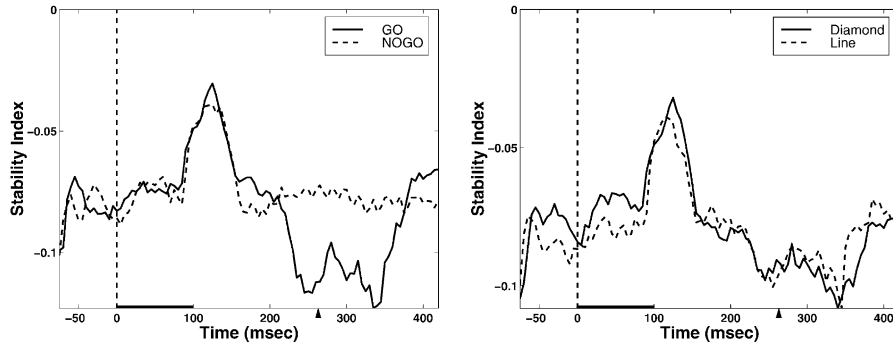 0
−0.05
−0.1
Stability Index
GO
NOGO
−50 0 100 200 300 400
Time (msec)
0
−0.05
−0.1
Stability Index
Diamond
Line
−50 0 100 200 300 400
Time (msec)